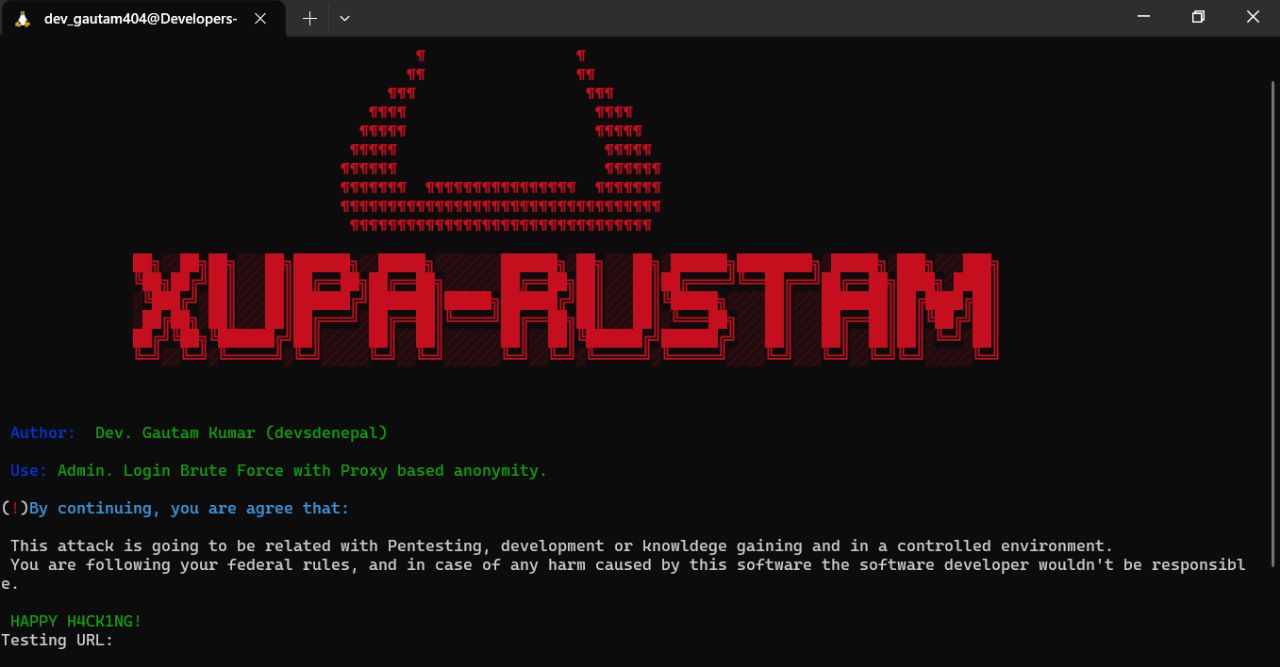 dev_gautam404@Developers-
XUPA-RUSTAM
Author: Dev. Gautam Kumar (devsdenepal)
Use: Admin. Login Brute Force with Proxy based anonymity.
(!)By continuing, you are agree that:
This attack is going to be related with Pentesting, development or knowldege gaining and in a controlled environment.
You are following your federal rules, and in case of any harm caused by this software the software developer wouldn't be responsibl
e.
HAPPY H4CK1NG!
Testing URL: